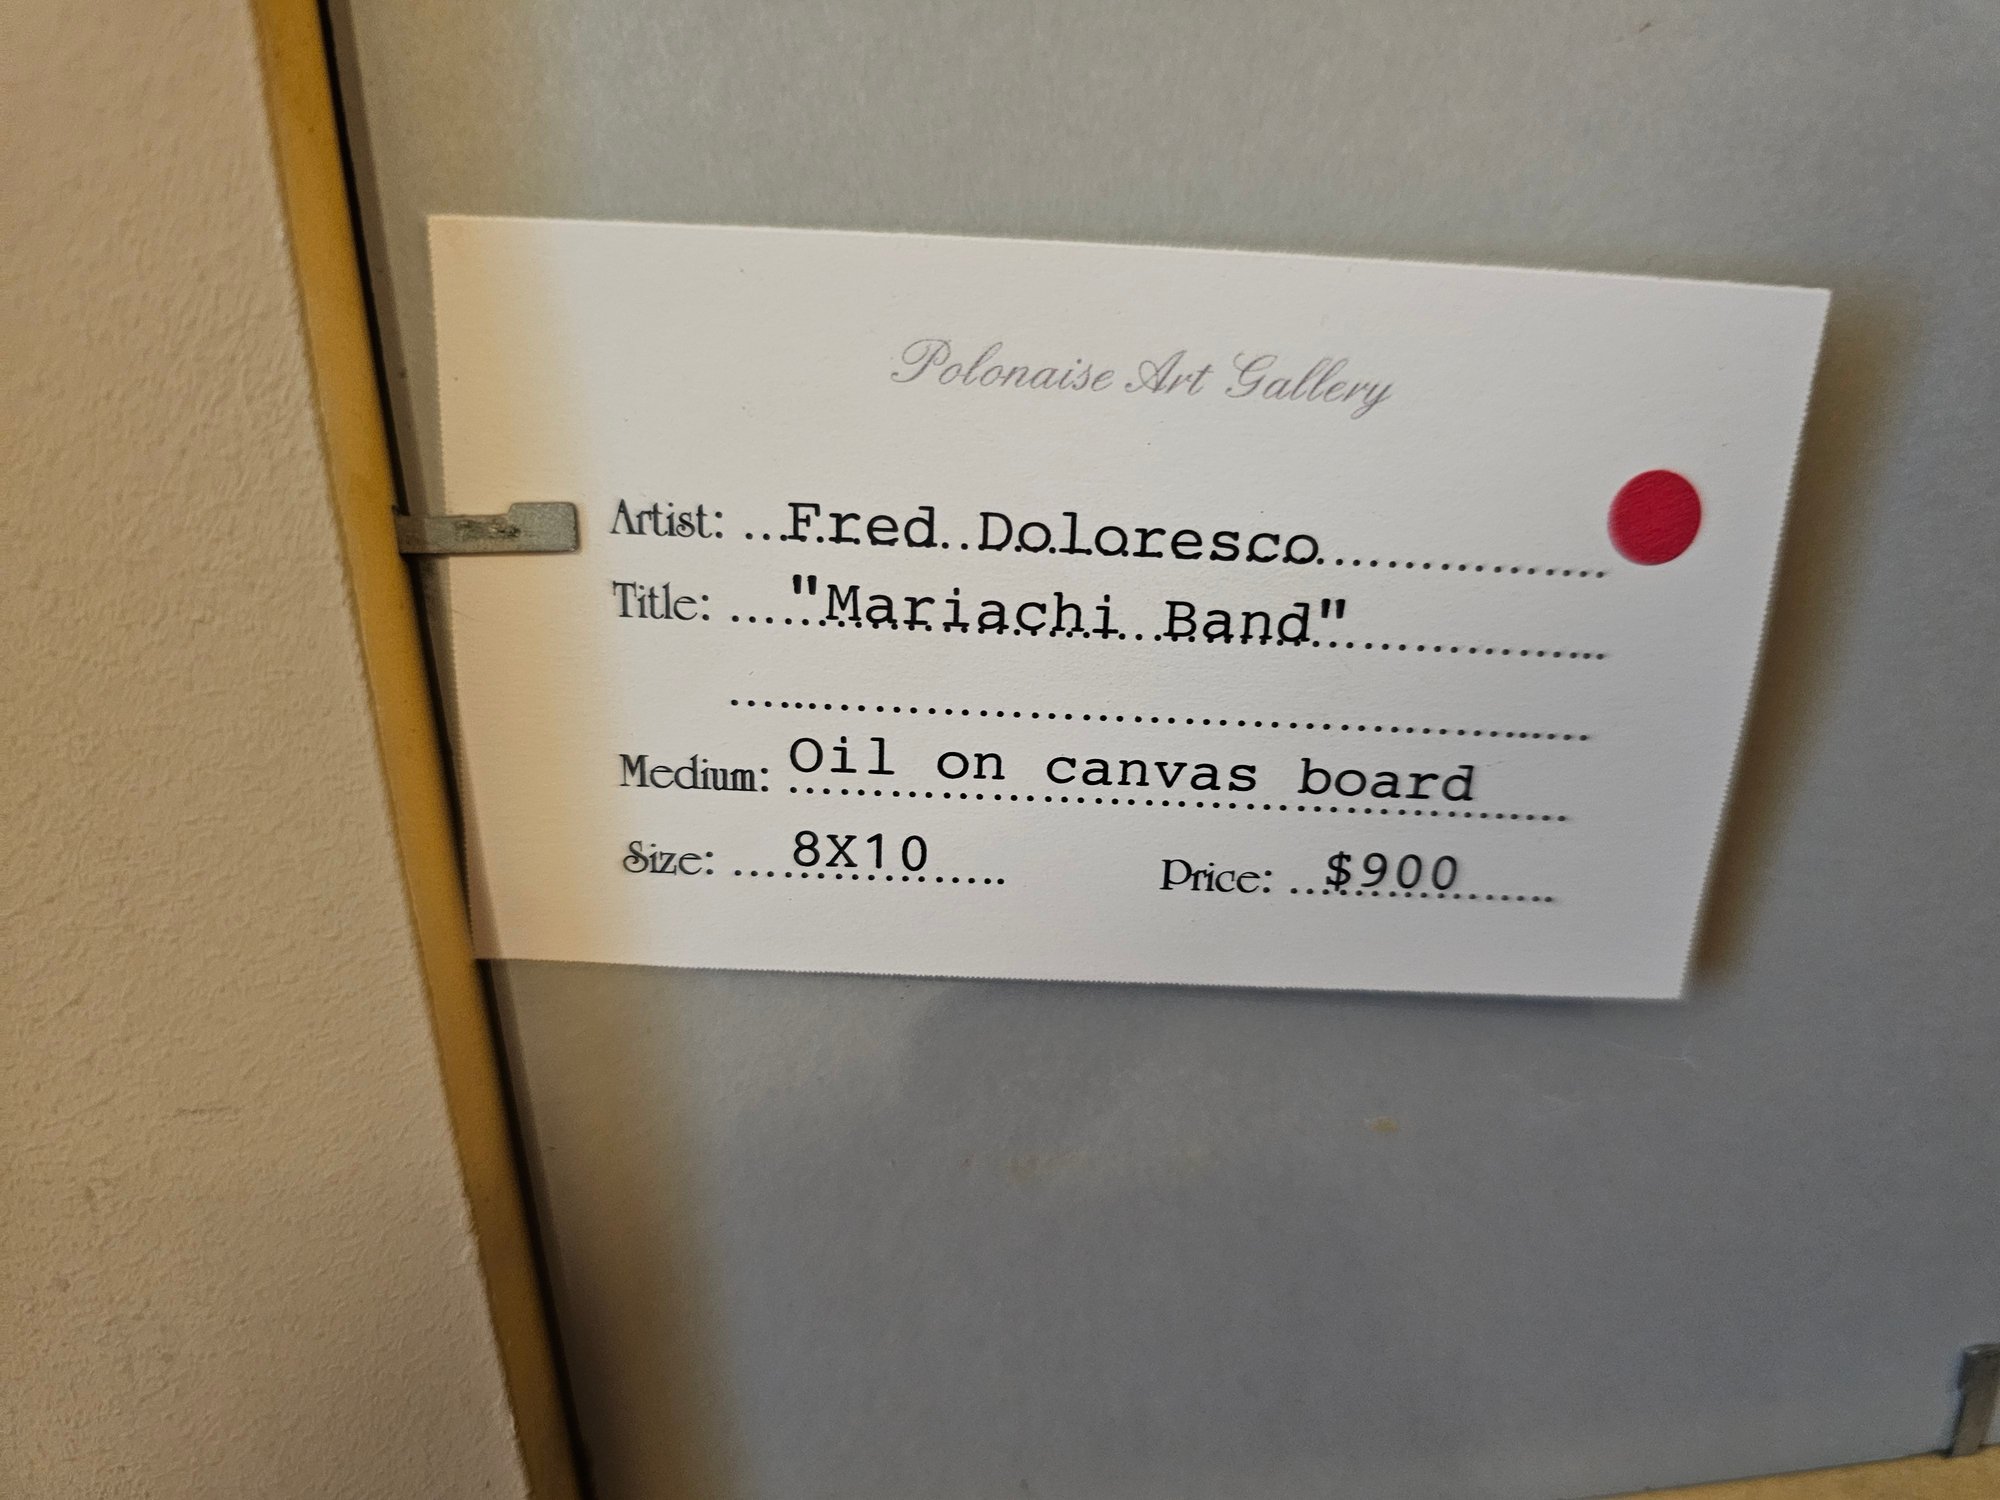 Polonaise Art Gallery
Artist: ...Fred Doloresco...............
Title: ..."Mariachi Band"...............
........................................
Medium: Oil on canvas board
Size: ...8X10...... Price: ..$900......